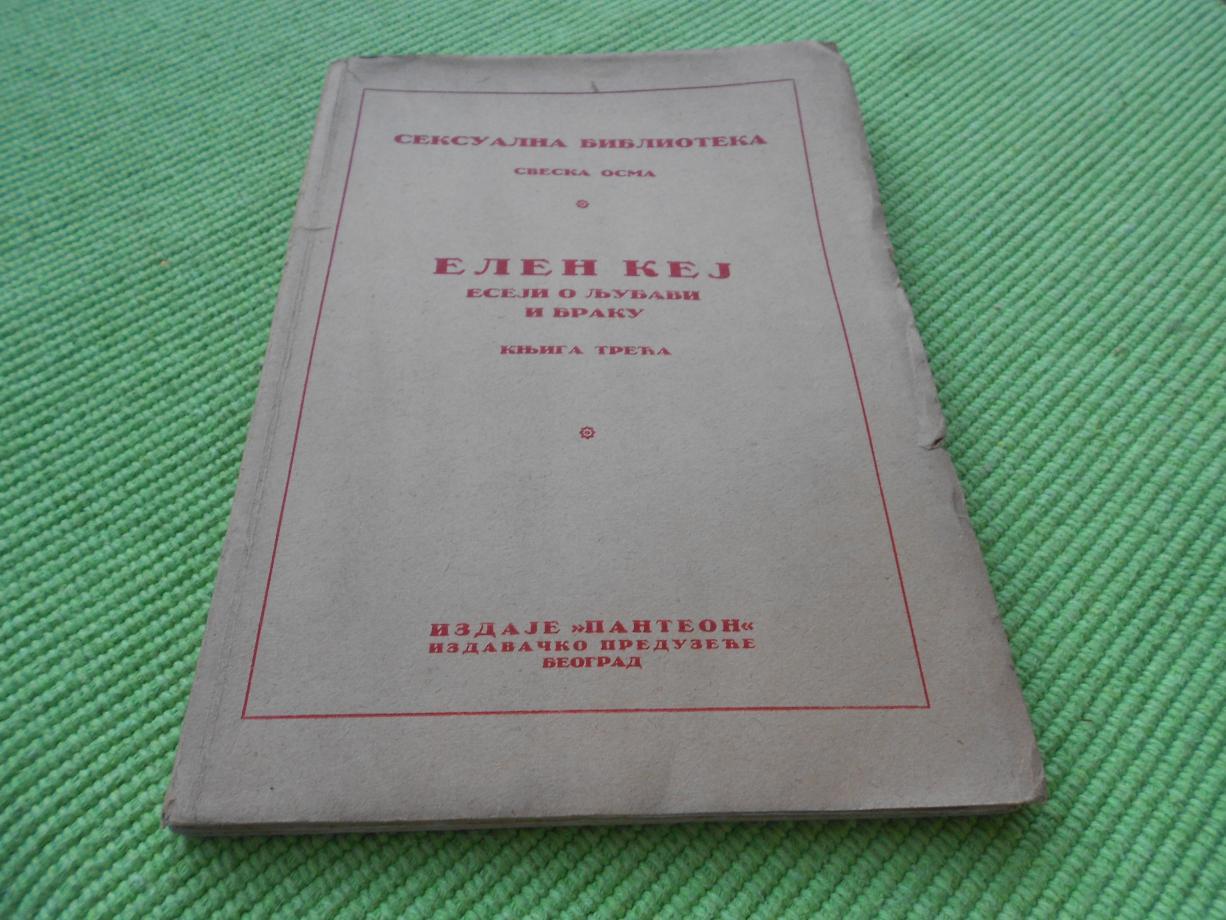 СЕКСУАЛНА БИБЛИОТЕКА
СВЕСКА ОСМА
ЕЛЕН КЕЈ
ЕСЕЈИ О ЉУБАВИ
И БРАКУ
КЊИГА ТРЕЋА
ИЗДАЈЕ »ПАНТЕОН«
ИЗДАВАЧКО ПРЕДУЗЕЋЕ
БЕОГРАД